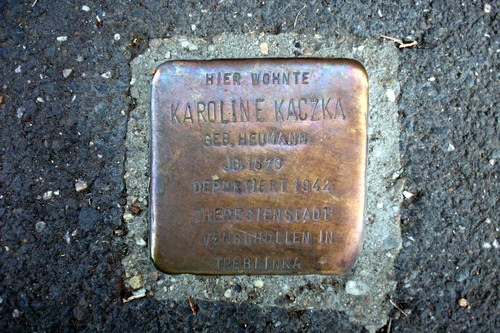 HIER WOHNTE
KAROLINE KACZKA
GEB. HEUMANN
JG. 1873
DEPORTIERT 1942
THERESIENSTADT
VERSCHOLLEN IN
TREBLINKA